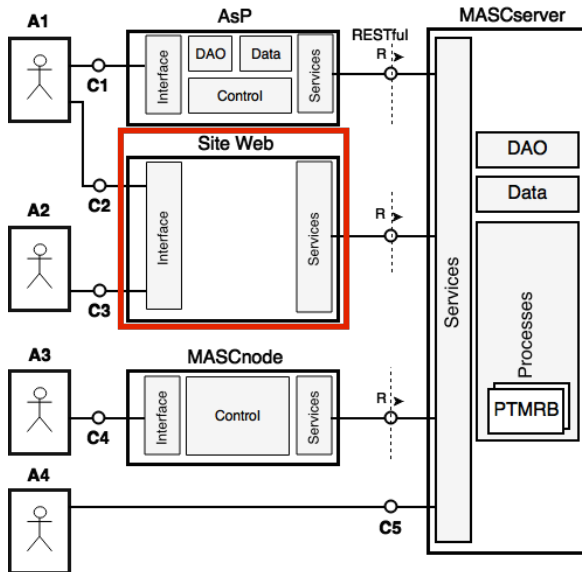 A1
AsP
RESTful
MASCserver
Interface
DAO
Data
Control
Services
R
C1
Site Web
C2
Interface
Services
R
A2
C3
DAO
Data
Services
Processes
PTMRB
A3
MASCnode
Interface
Control
Services
R
C4
A4
C5